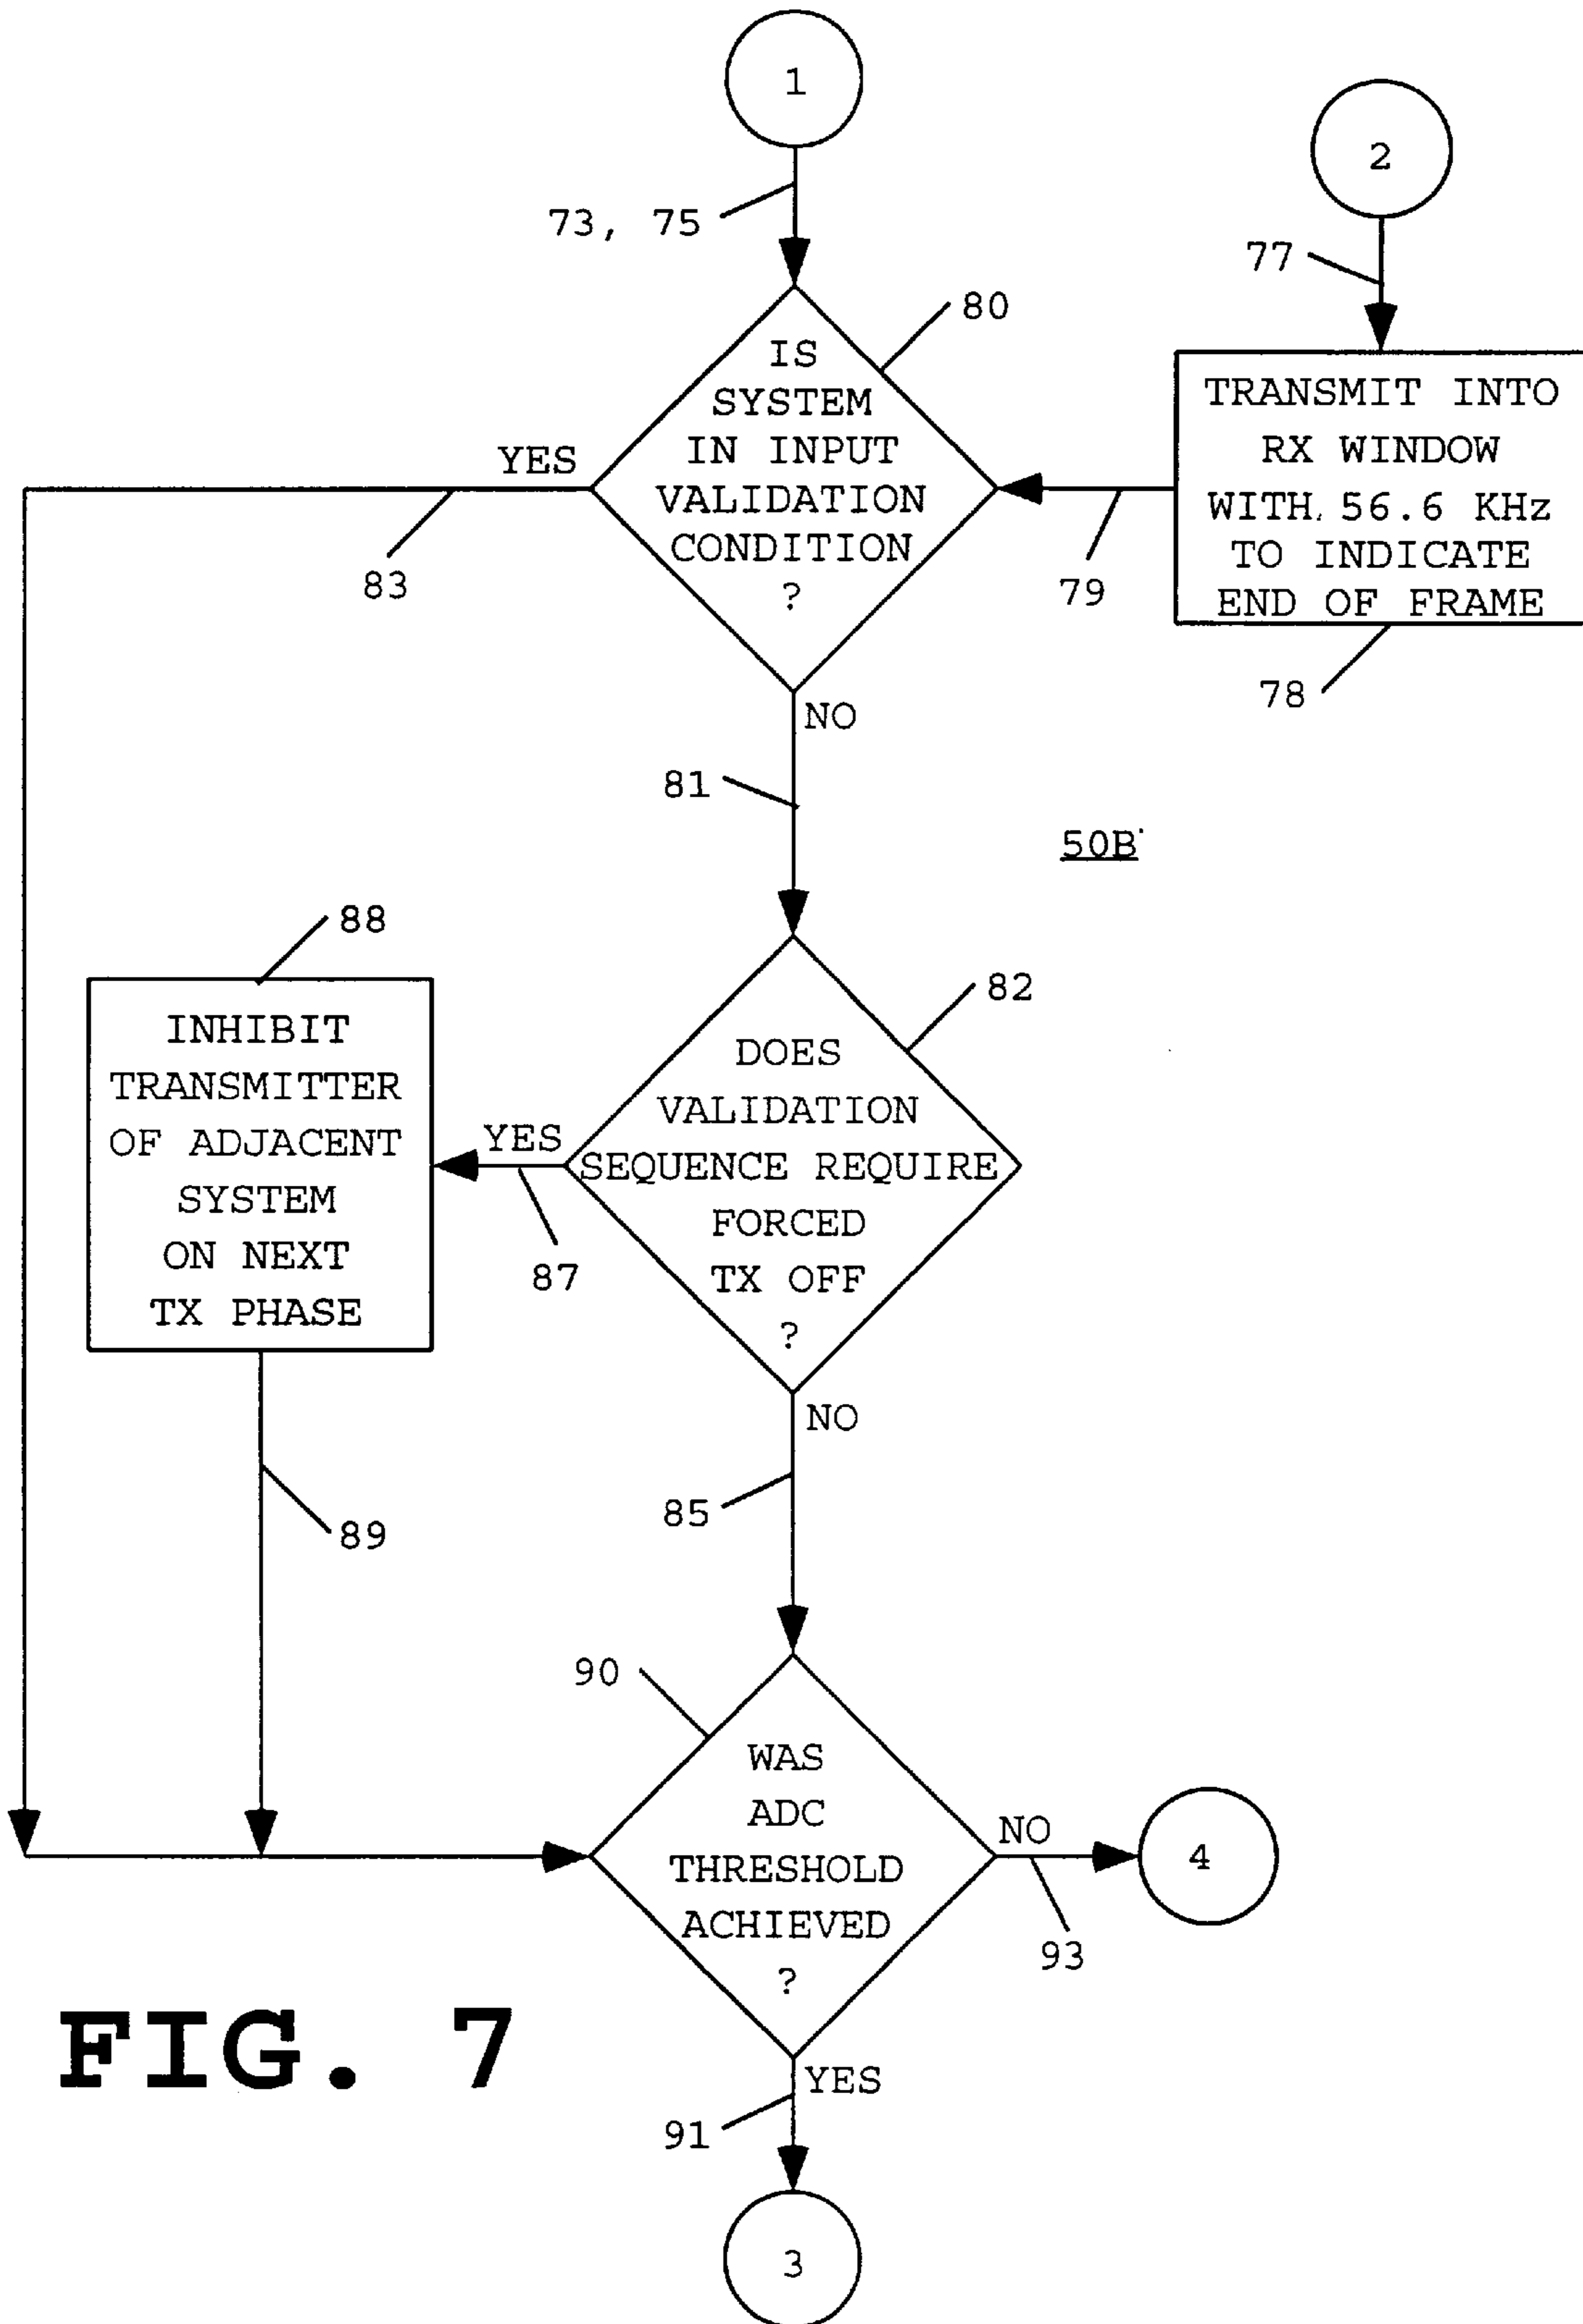 1
2
73, 75
77
80
IS
SYSTEM
IN INPUT
VALIDATION
CONDITION
?
TRANSMIT INTO
RX WINDOW
WITH 56.6 KHz
TO INDICATE
END OF FRAME
YES
83
79
78
NO
81
50B
88
82
INHIBIT
TRANSMITTER
OF ADJACENT
SYSTEM
ON NEXT
TX PHASE
DOES
VALIDATION
SEQUENCE REQUIRE
FORCED
TX OFF
?
YES
87
NO
85
89
90
WAS
ADC
THRESHOLD
ACHIEVED
?
NO
4
93
FIG. 7
YES
91
3